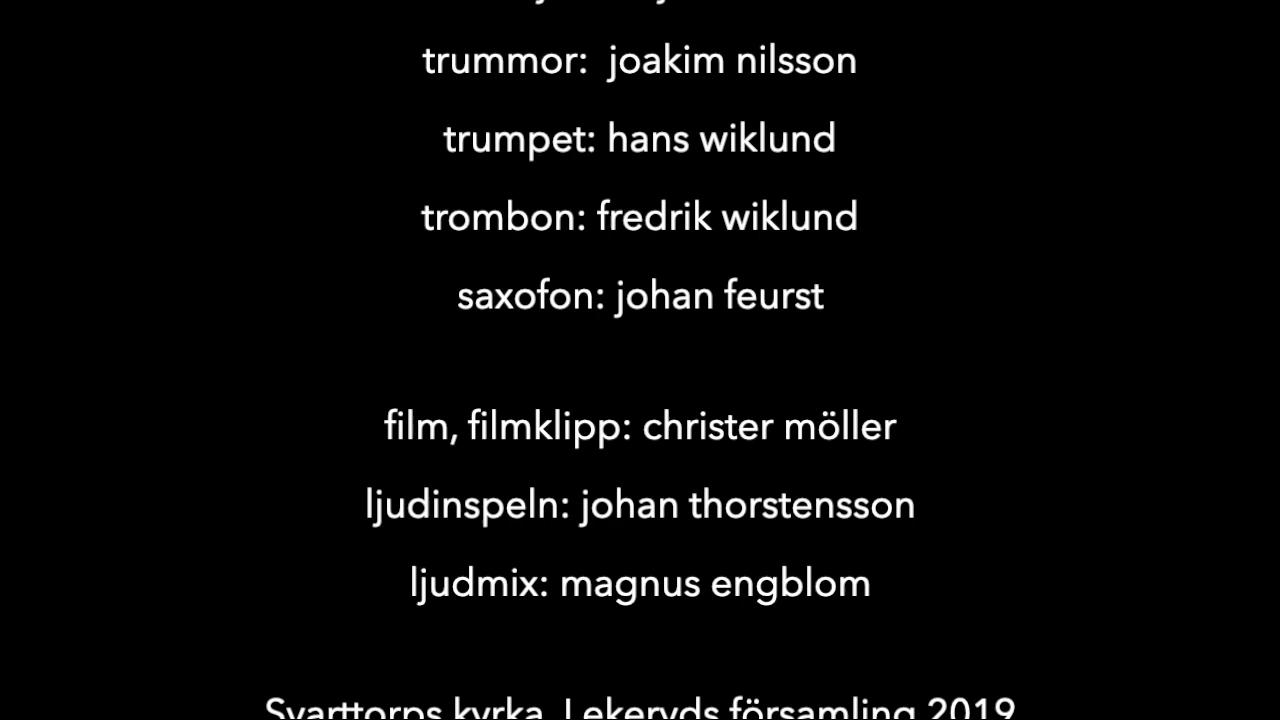 trummor:  joakim nilsson
trumpet: hans wiklund
trombon: fredrik wiklund
saxofon: johan feurst
film, filmklipp: christer möller
ljudinspeln: johan thorstensson
ljudmix: magnus engblom
Svarttorps kyrka, Lekeryds församling 2019